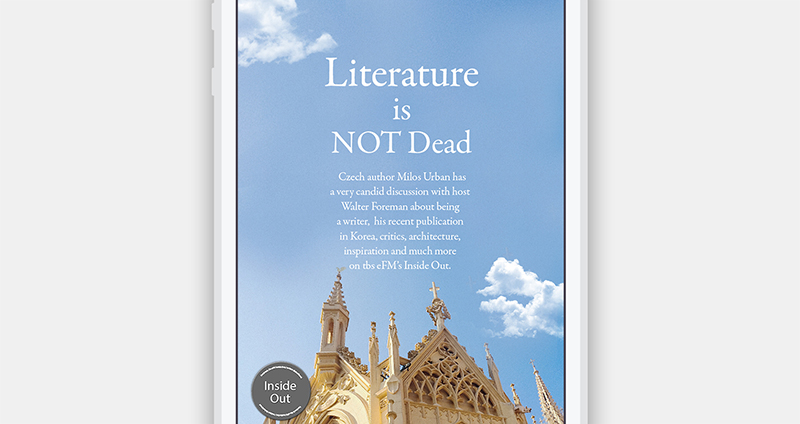 Literature
is
NOT Dead
Czech author Milos Urban has
a very candid discussion with host
Walter Foreman about being
a writer, his recent publication
in Korea, critics, architecture,
inspiration and much more
on tbs eFM's Inside Out.
Inside
Out